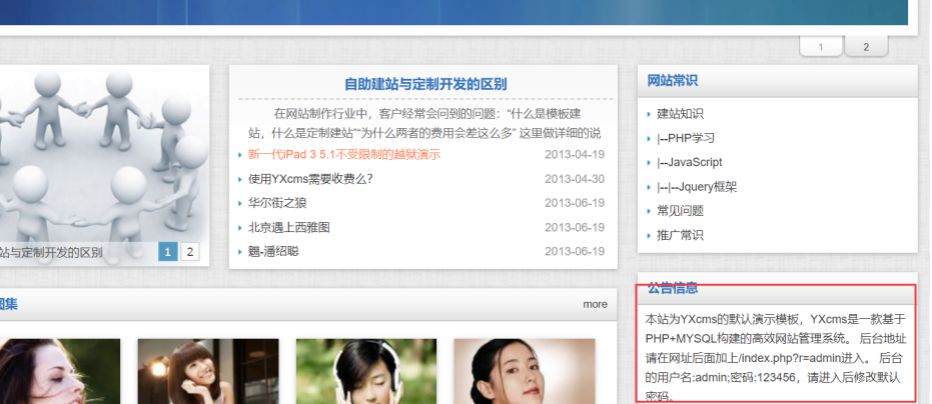 1 2
自助建站与定制开发的区别
在网站制作行业中，客户经常会问到的问题：“什么是模板建
站，什么是定制建站”“为什么两者的费用会差这么多” 这里做详细的说
新一代iPad 3 5.1不受限制的越狱演示 2013-04-19
使用YXcms需要收费么？ 2013-04-30
华尔街之狼 2013-06-19
北京遇上西雅图 2013-06-19
-潘绍聪 2013-06-19
站与定制开发的区别 1 2
网站常识
建站知识
|--PHP学习
|--JavaScript
|--|--Jquery框架
常见问题
推广常识
图集 more
公告信息
本站为YXcms的默认演示模板，YXcms是一款基于
PHP+MYSQL构建的高效网站管理系统。 后台地址
请在网址后面加上/index.php?r=admin进入。 后台
的用户名:admin;密码:123456，请进入后修改默认
密码。